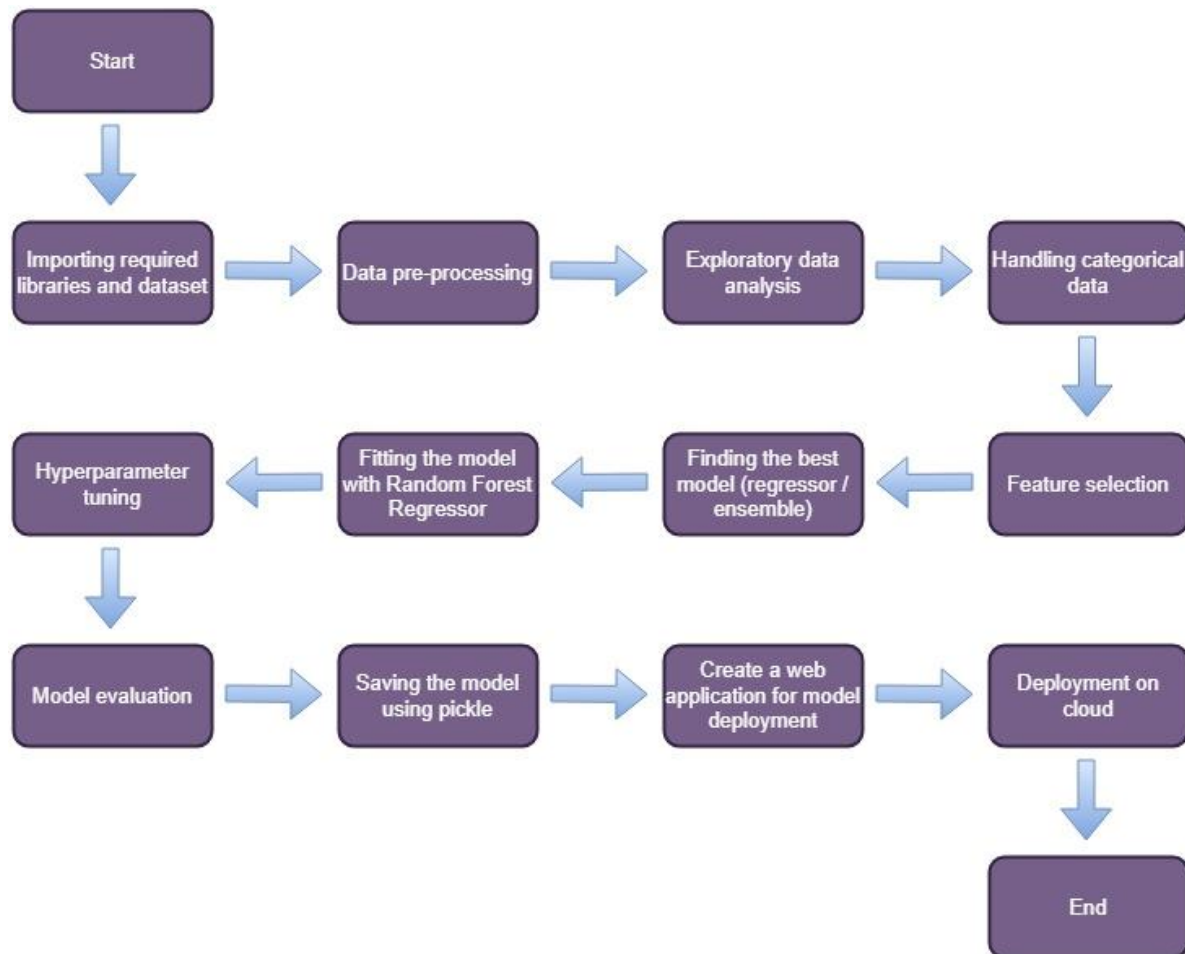 Start
Importing required
libraries and dataset
Data pre-processing
Exploratory data
analysis
Handling categorical
data
Feature selection
Finding the best
model (regressor /
ensemble)
Fitting the model
with Random Forest
Regressor
Hyperparameter
tuning
Model evaluation
Saving the model
using pickle
Create a web
application for model
deployment
Deployment on
cloud
End